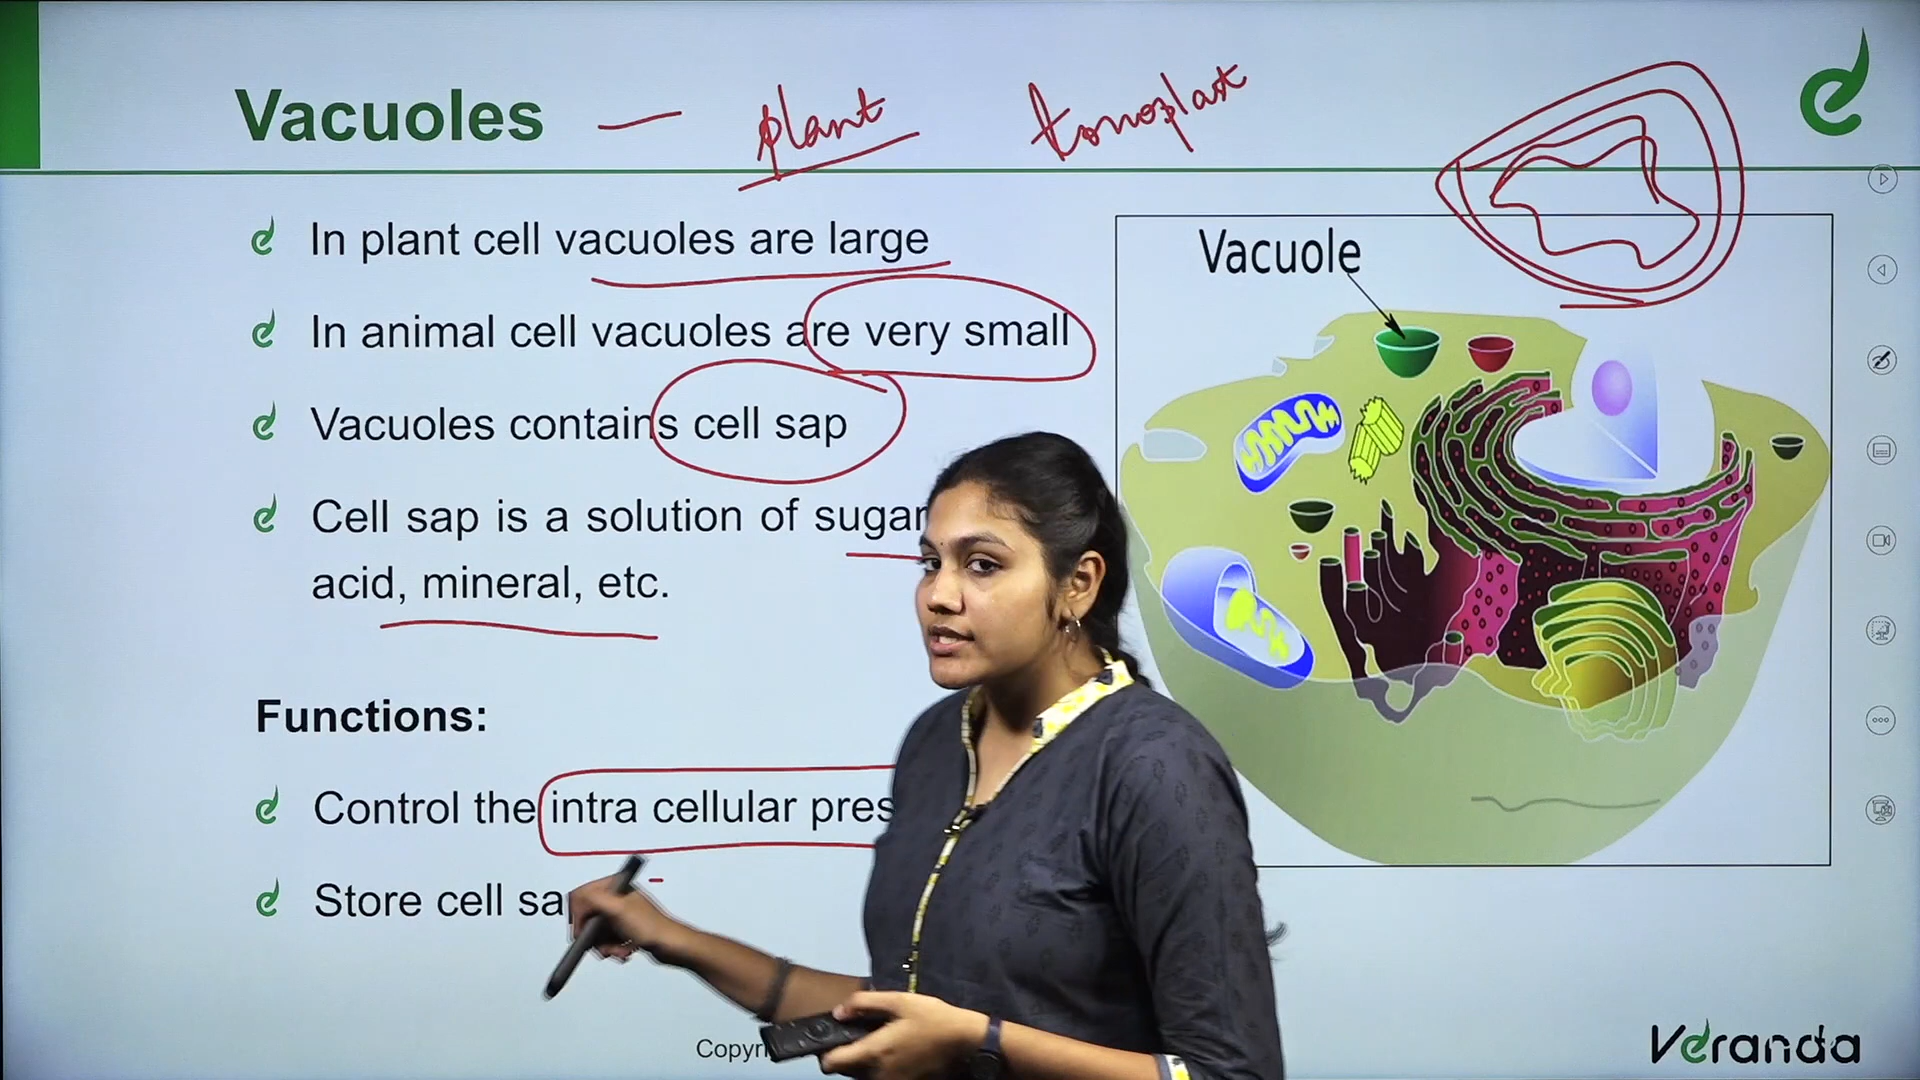 Vacuoles – plant tonoplast
In plant cell vacuoles are large
In animal cell vacuoles are very small
Vacuoles contains cell sap
Cell sap is a solution of sugar
acid, mineral, etc.
Functions:
Control the intra cellular pres
Store cell sap
Vacuole
Copyri
Veranda